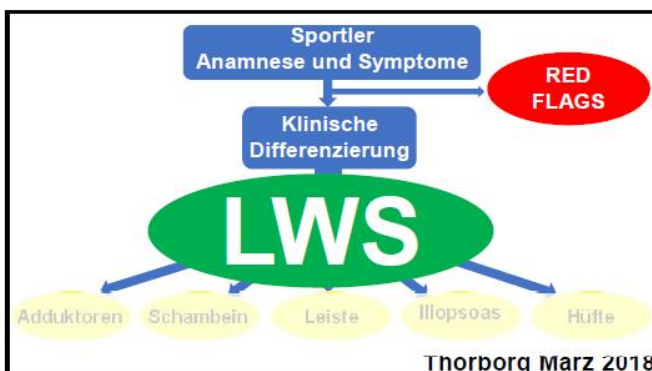 Sportler
Anamnese und Symptome
RED
FLAGS
Klinische
Differenzierung
LWS
Adduktoren
Schambein
Leiste
Iliopsoas
Hüfte
Thorborg März 2018